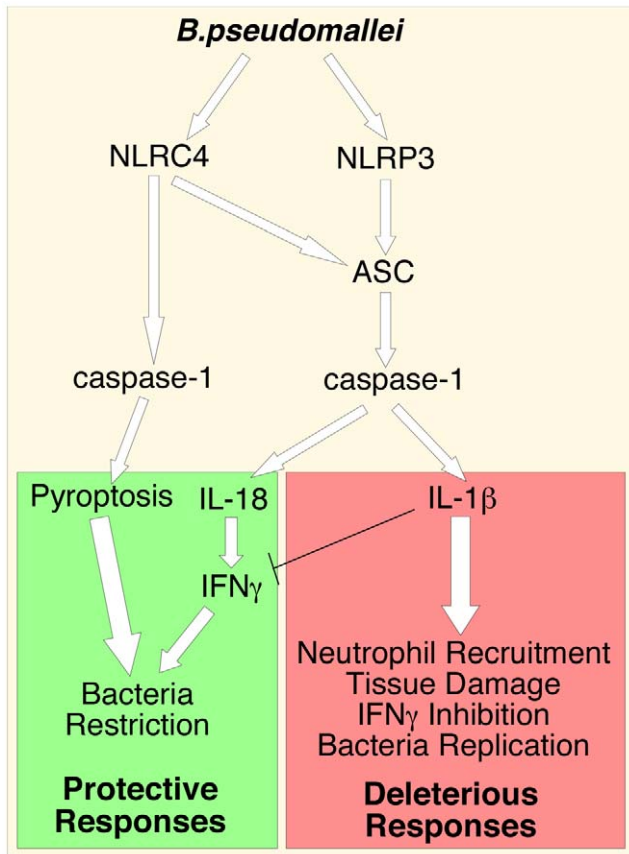 B.pseudomallei
NLRC4
NLRP3
ASC
caspase-1
caspase-1
Pyroptosis
IL-18
IL-1β
IFNγ
Bacteria
Restriction
Neutrophil Recruitment
Tissue Damage
IFNγ Inhibition
Bacteria Replication
Protective
Responses
Deleterious
Responses